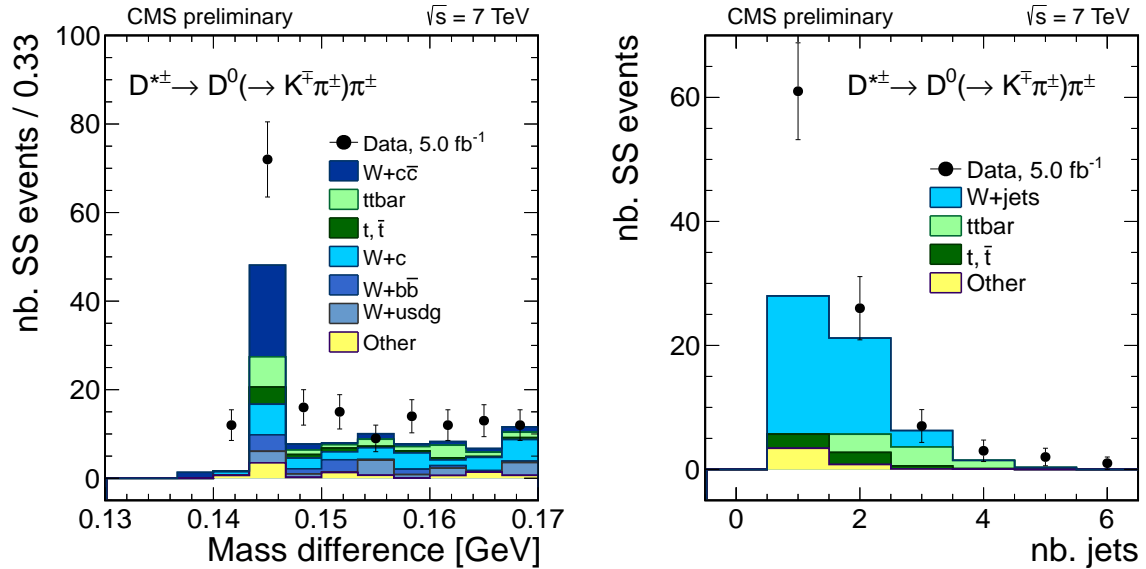 CMS preliminary
√s = 7 TeV
nb. SS events / 0.33
100
80
60
40
20
0
D*± → D⁰(→ K∓π±)π±
Data, 5.0 fb⁻¹
W+cc̄
ttbar
t, t̄
W+c
W+bb̄
W+usdg
Other
0.13 0.14 0.15 0.16 0.17
Mass difference [GeV]
CMS preliminary
√s = 7 TeV
nb. SS events
60
40
20
0
D*± → D⁰(→ K∓π±)π±
Data, 5.0 fb⁻¹
W+jets
ttbar
t, t̄
Other
0 2 4 6
nb. jets